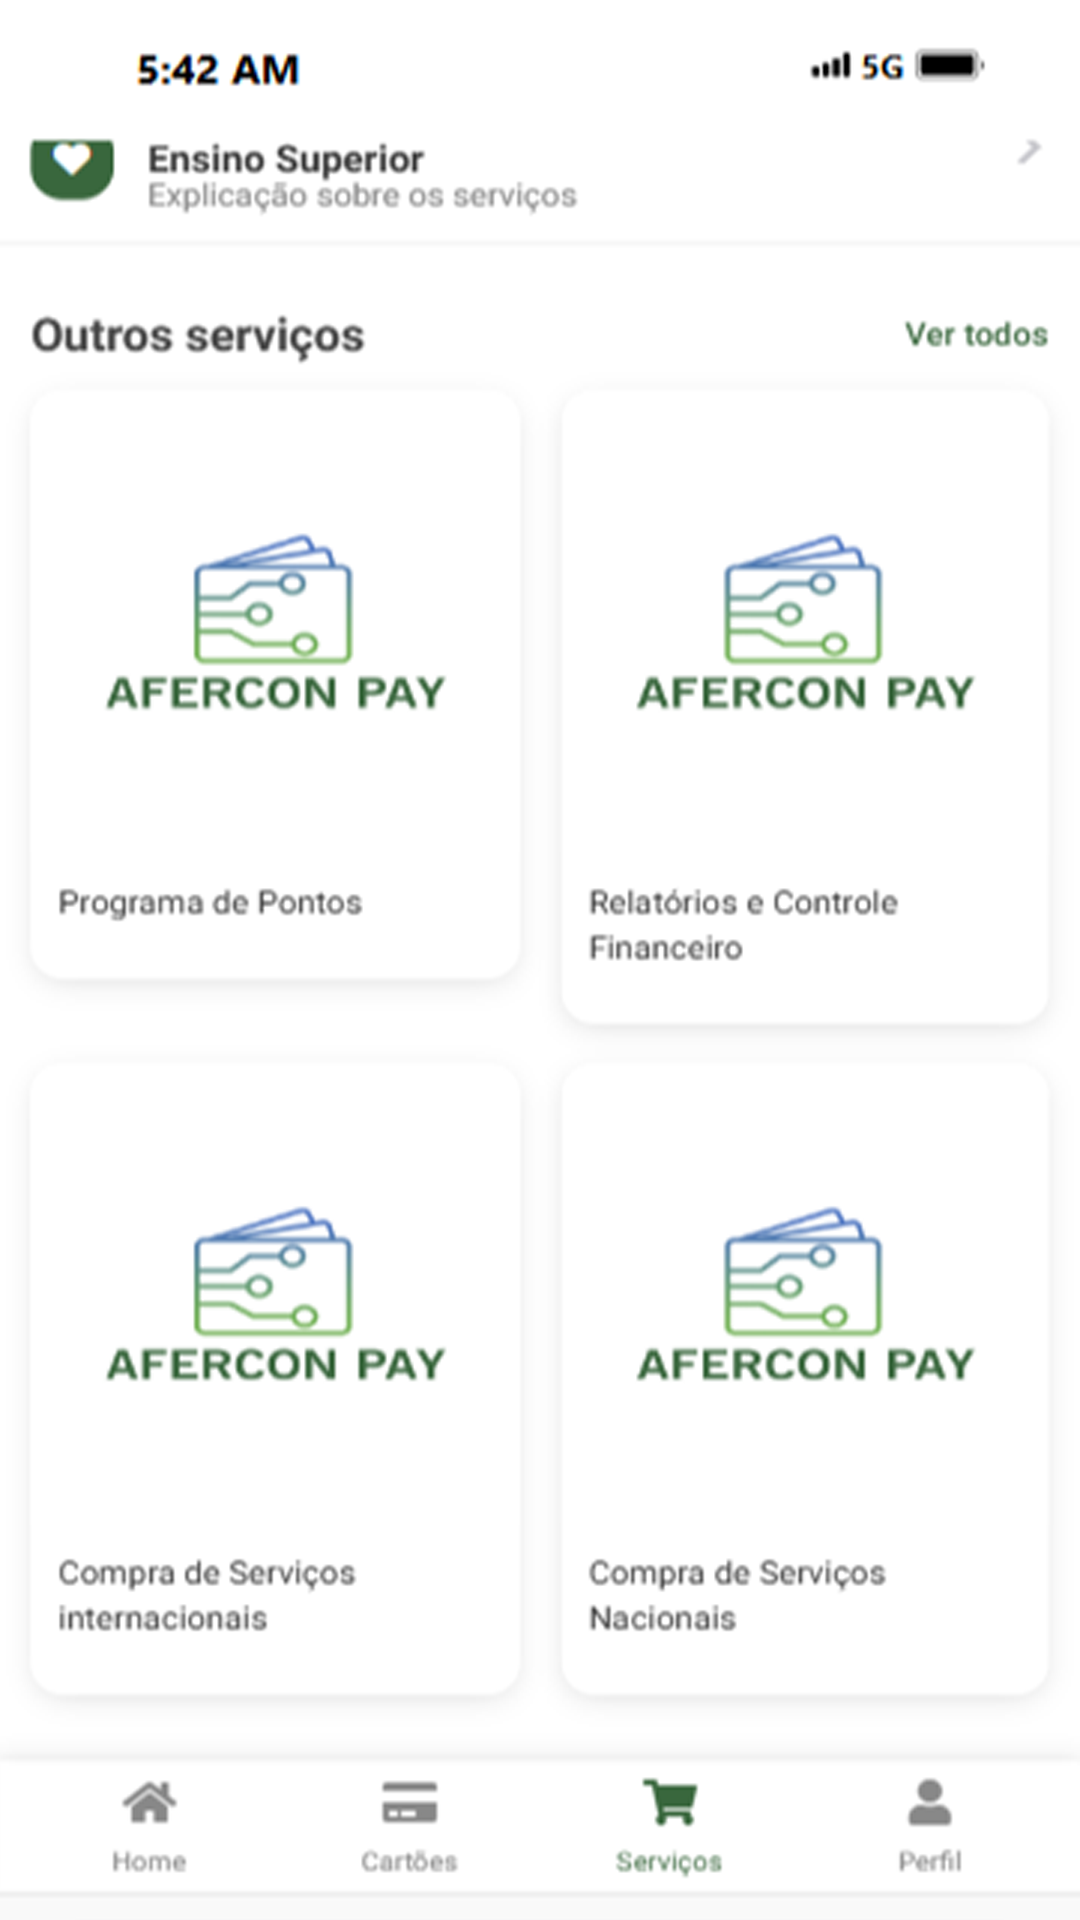 5:42 AM
5G
Ensino Superior
Explicação sobre os serviços
Outros serviços
Ver todos
AFERCON PAY
AFERCON PAY
Programa de Pontos
Relatórios e Controle
Financeiro
AFERCON PAY
AFERCON PAY
Compra de Serviços
internacionais
Compra de Serviços
Nacionais
Home
Cartões
Serviços
Perfil